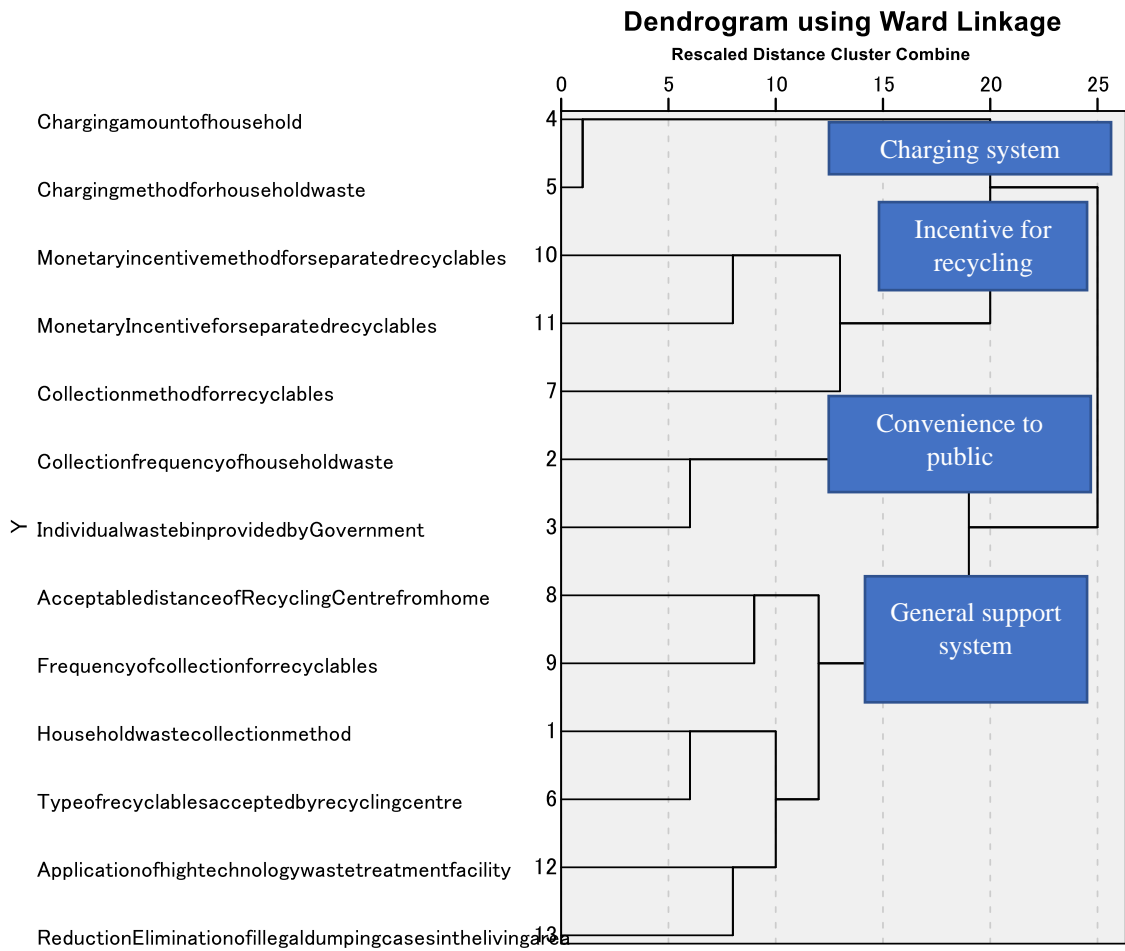 Dendrogram using Ward Linkage
Rescaled Distance Cluster Combine
0 5 10 15 20 25
Chargingamountofhousehold 4
Charging system
Chargingmethodforhouseholdwaste 5
Incentive for
recycling
Monetaryincentivemethodforseparatedrecyclables 10
MonetaryIncentiveforseparatedrecyclables 11
Collectionmethodforrecyclables 7
Convenience to
public
Collectionfrequencyofhouseholdwaste 2
Y
IndividualwastebinprovidedbyGovernment 3
AcceptabledistanceofRecyclingCentrefromhome 8
General support
system
Frequencyofcollectionforrecyclables 9
Householdwastecollectionmethod 1
Typeofrecyclablesacceptedbyrecyclingcentre 6
Applicationofhightechnologywastetreatmentfacility 12
ReductionEliminationofillegaldumpingcasesinthelivingarea 13